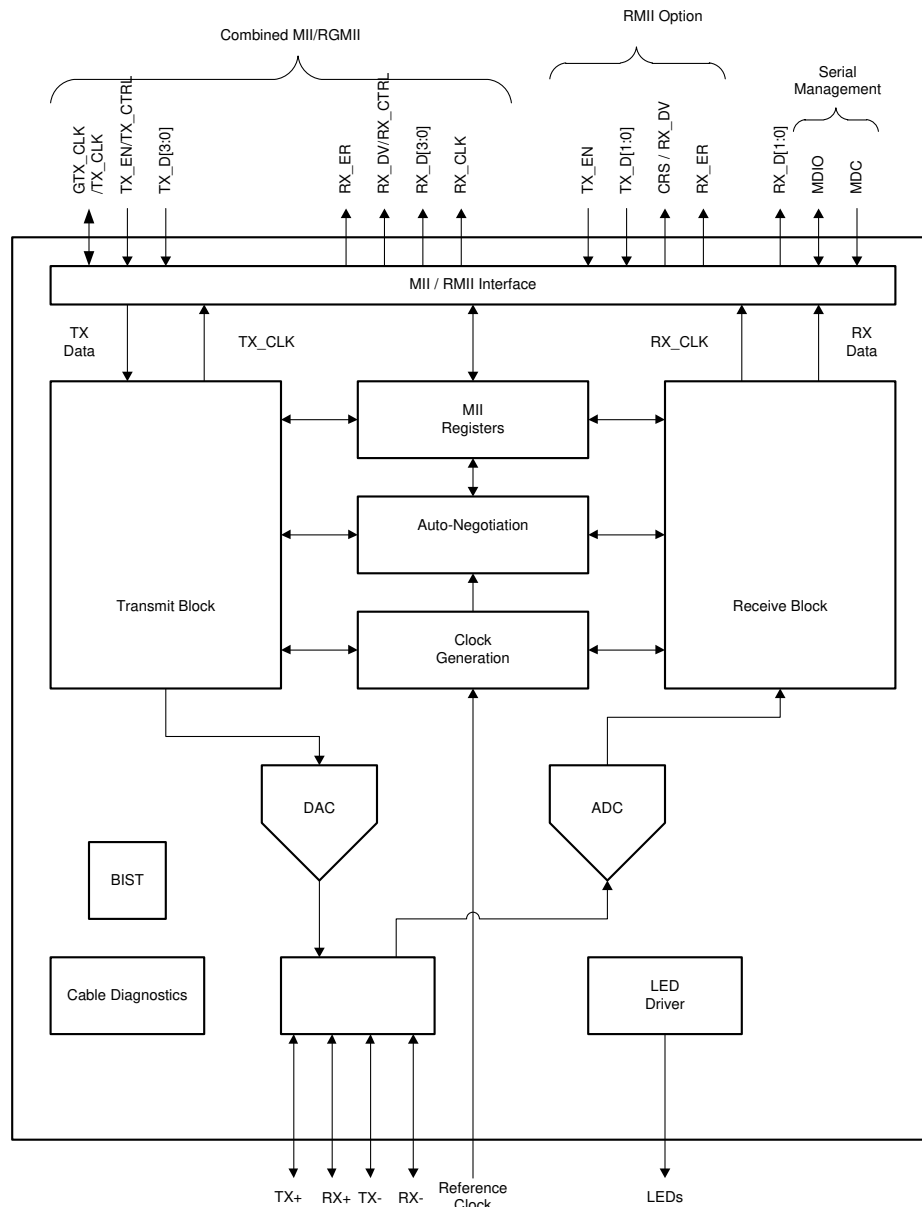 RMII Option
Combined MII/RGMII
Serial
Management
GTX_CLK
/TX_CLK
TX_EN/TX_CTRL
TX_D[3:0]
RX_ER
RX_DV/RX_CTRL
RX_D[3:0]
RX_CLK
TX_EN
TX_D[1:0]
CRS / RX_DV
RX_ER
RX_D[1:0]
MDIO
MDC
MII / RMII Interface
TX
Data
TX_CLK
RX_CLK
RX
Data
MII
Registers
Auto-Negotiation
Transmit Block
Receive Block
Clock
Generation
DAC
ADC
BIST
Cable Diagnostics
LED
Driver
TX+
RX+
TX-
RX-
Reference
Clock
LEDs